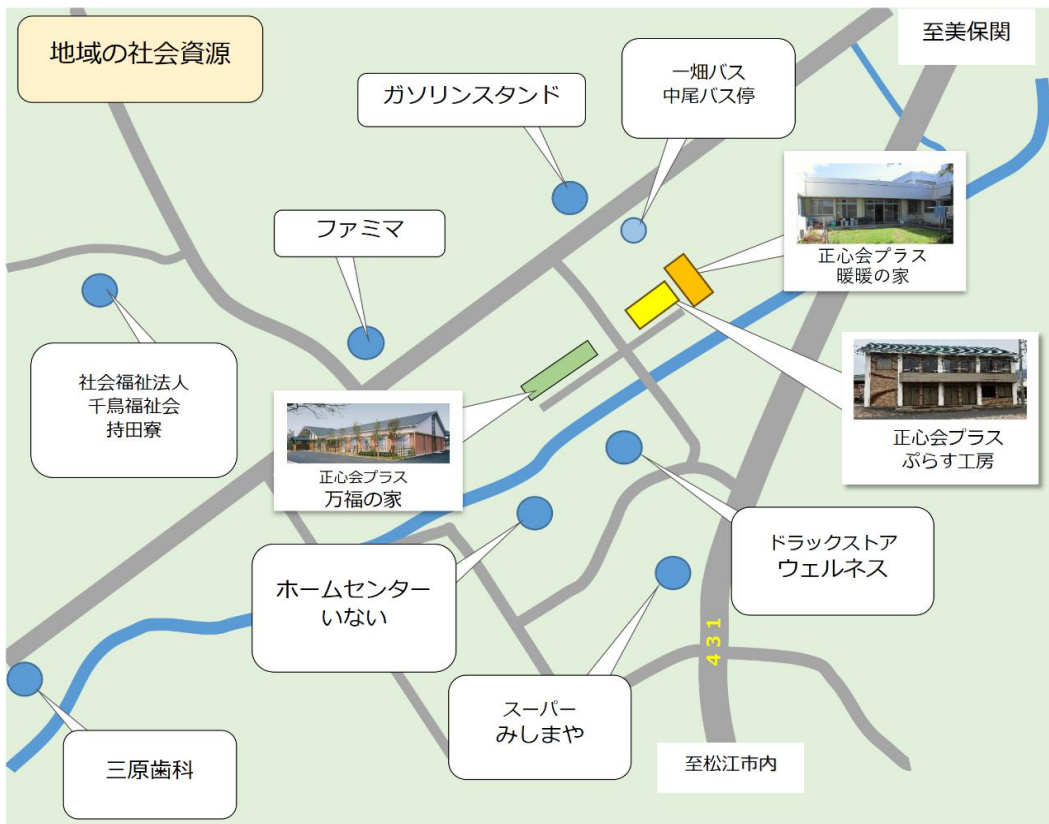 地域の社会資源
至美保関
ガソリンスタンド
一畑バス
中尾バス停
ファミマ
正心会プラス
暖暖の家
社会福祉法人
千鳥福祉会
持田寮
正心会プラス
万福の家
正心会プラス
ぷらす工房
ホームセンター
いない
ドラックストア
ウェルネス
431
スーパー
みしまや
三原歯科
至松江市内